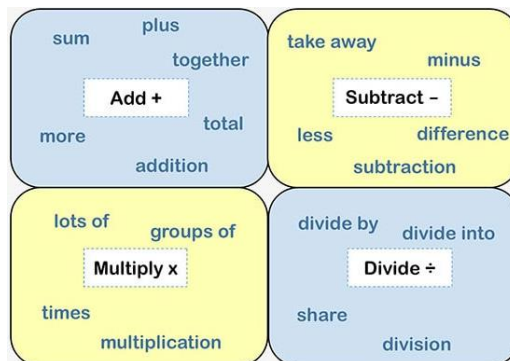 sum
plus
together
Add +
more
total
addition
take away
minus
Subtract –
less
difference
subtraction
lots of
groups of
Multiply x
times
multiplication
divide by
divide into
Divide ÷
share
division